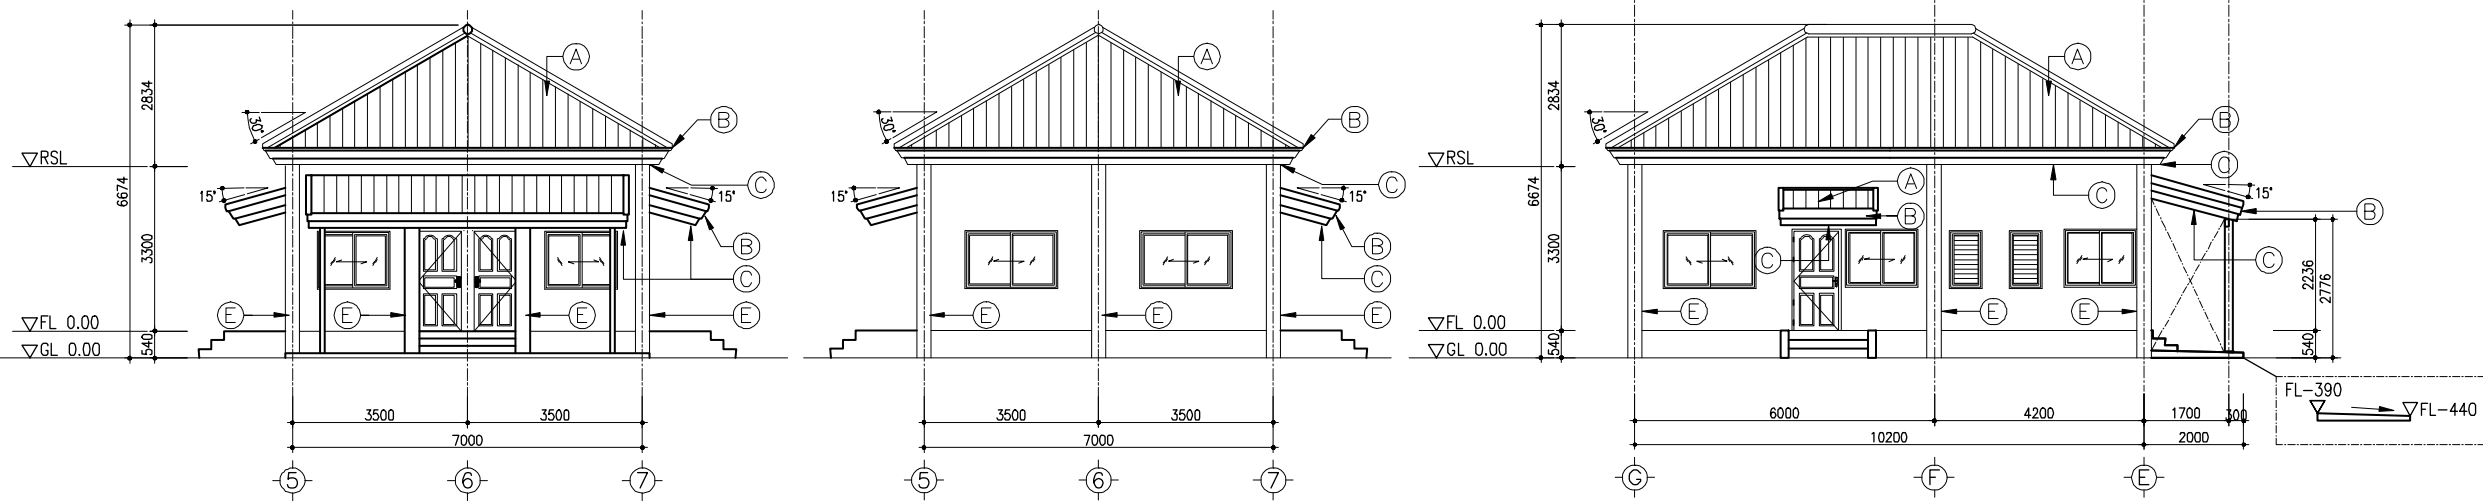 A
B
30°
▽RSL
C
15°
15°
B
C
E
E
E
E
▽FL 0.00
▽GL 0.00
2834
6674
3300
540
3500
3500
7000
5
6
7
A
B
30°
C
15°
15°
B
C
E
E
E
3500
3500
7000
5
6
7
A
B
30°
▽RSL
C
C
A
15°
B
B
C
C
E
E
E
▽FL 0.00
▽GL 0.00
2834
6674
3300
540
2236
2776
540
FL-390
▽FL-440
6000
4200
1700
300
10200
2000
G
F
E